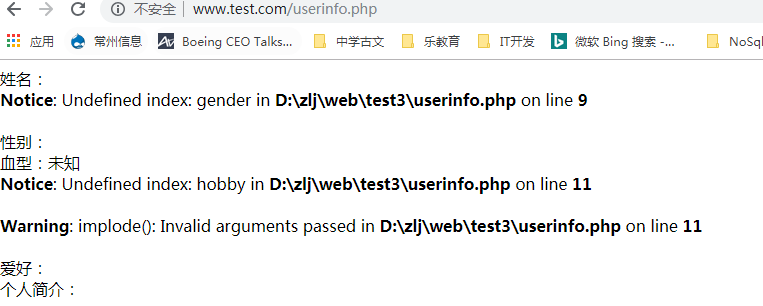 不安全 | www.test.com/userinfo.php
应用 常州信息 Boeing CEO Talks... 中学古文 乐教育 IT开发 微软 Bing 搜索 -... NoSql
姓名：
Notice: Undefined index: gender in D:\zlj\web\test3\userinfo.php on line 9
性别：
血型：未知
Notice: Undefined index: hobby in D:\zlj\web\test3\userinfo.php on line 11
Warning: implode(): Invalid arguments passed in D:\zlj\web\test3\userinfo.php on line 11
爱好：
个人简介：